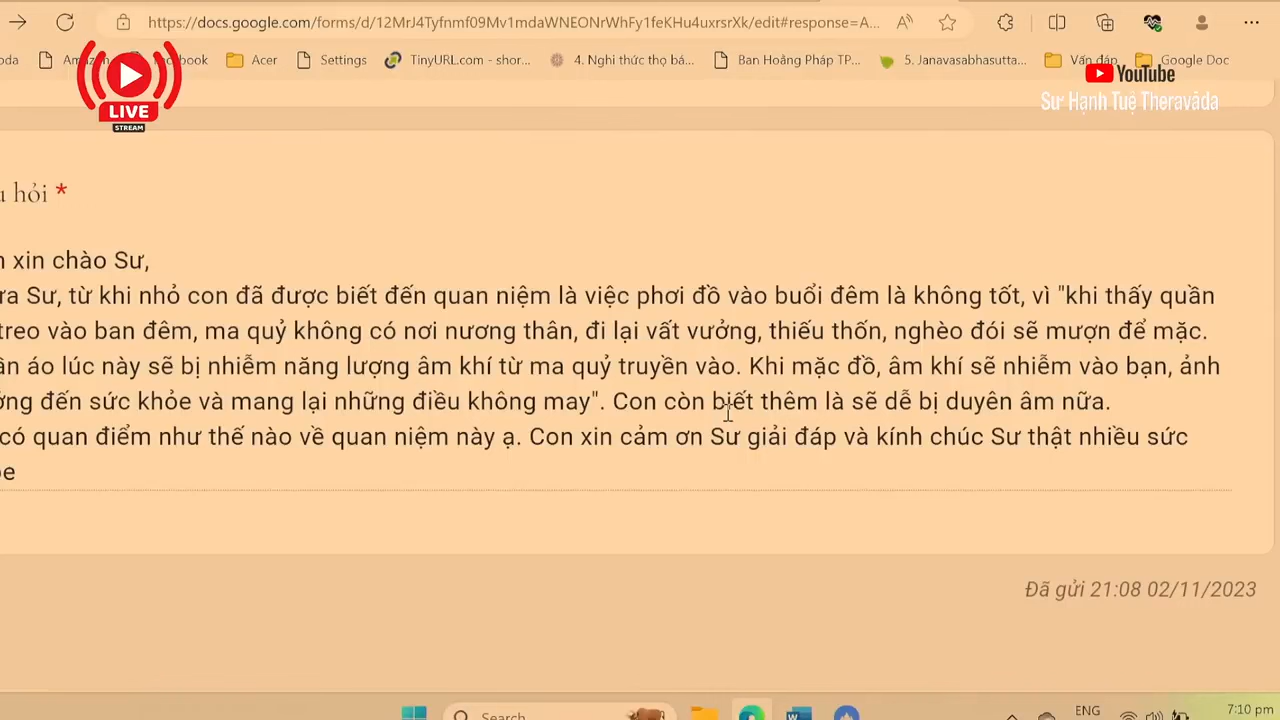 https://docs.google.com/forms/d/12MrJ4Tyfnmf09Mv1mdaWNEONrWhFy1feKHu4uxrsrXk/edit#response=A...
Acer
Settings
TinyURL.com - shor...
4. Nghi thức thọ bá...
Ban Hoằng Pháp TP...
5. Janavasabhasutta...
Vấn đáp
Google Doc
LIVE
STREAM
YouTube
Sư Hạnh Tuệ Theravāda
hỏi *
xin chào Sư,
Sư, từ khi nhỏ con đã được biết đến quan niệm là việc phơi đồ vào buổi đêm là không tốt, vì "khi thấy quần
treo vào ban đêm, ma quỷ không có nơi nương thân, đi lại vất vưởng, thiếu thốn, nghèo đói sẽ mượn để mặc.
áo lúc này sẽ bị nhiễm năng lượng âm khí từ ma quỷ truyền vào. Khi mặc đồ, âm khí sẽ nhiễm vào bạn, ảnh
đến sức khỏe và mang lại những điều không may". Con còn biết thêm là sẽ dễ bị duyên âm nữa.
có quan điểm như thế nào về quan niệm này ạ. Con xin cảm ơn Sư giải đáp và kính chúc Sư thật nhiều sức
Đã gửi 21:08 02/11/2023
Search
ENG
7:10 pm